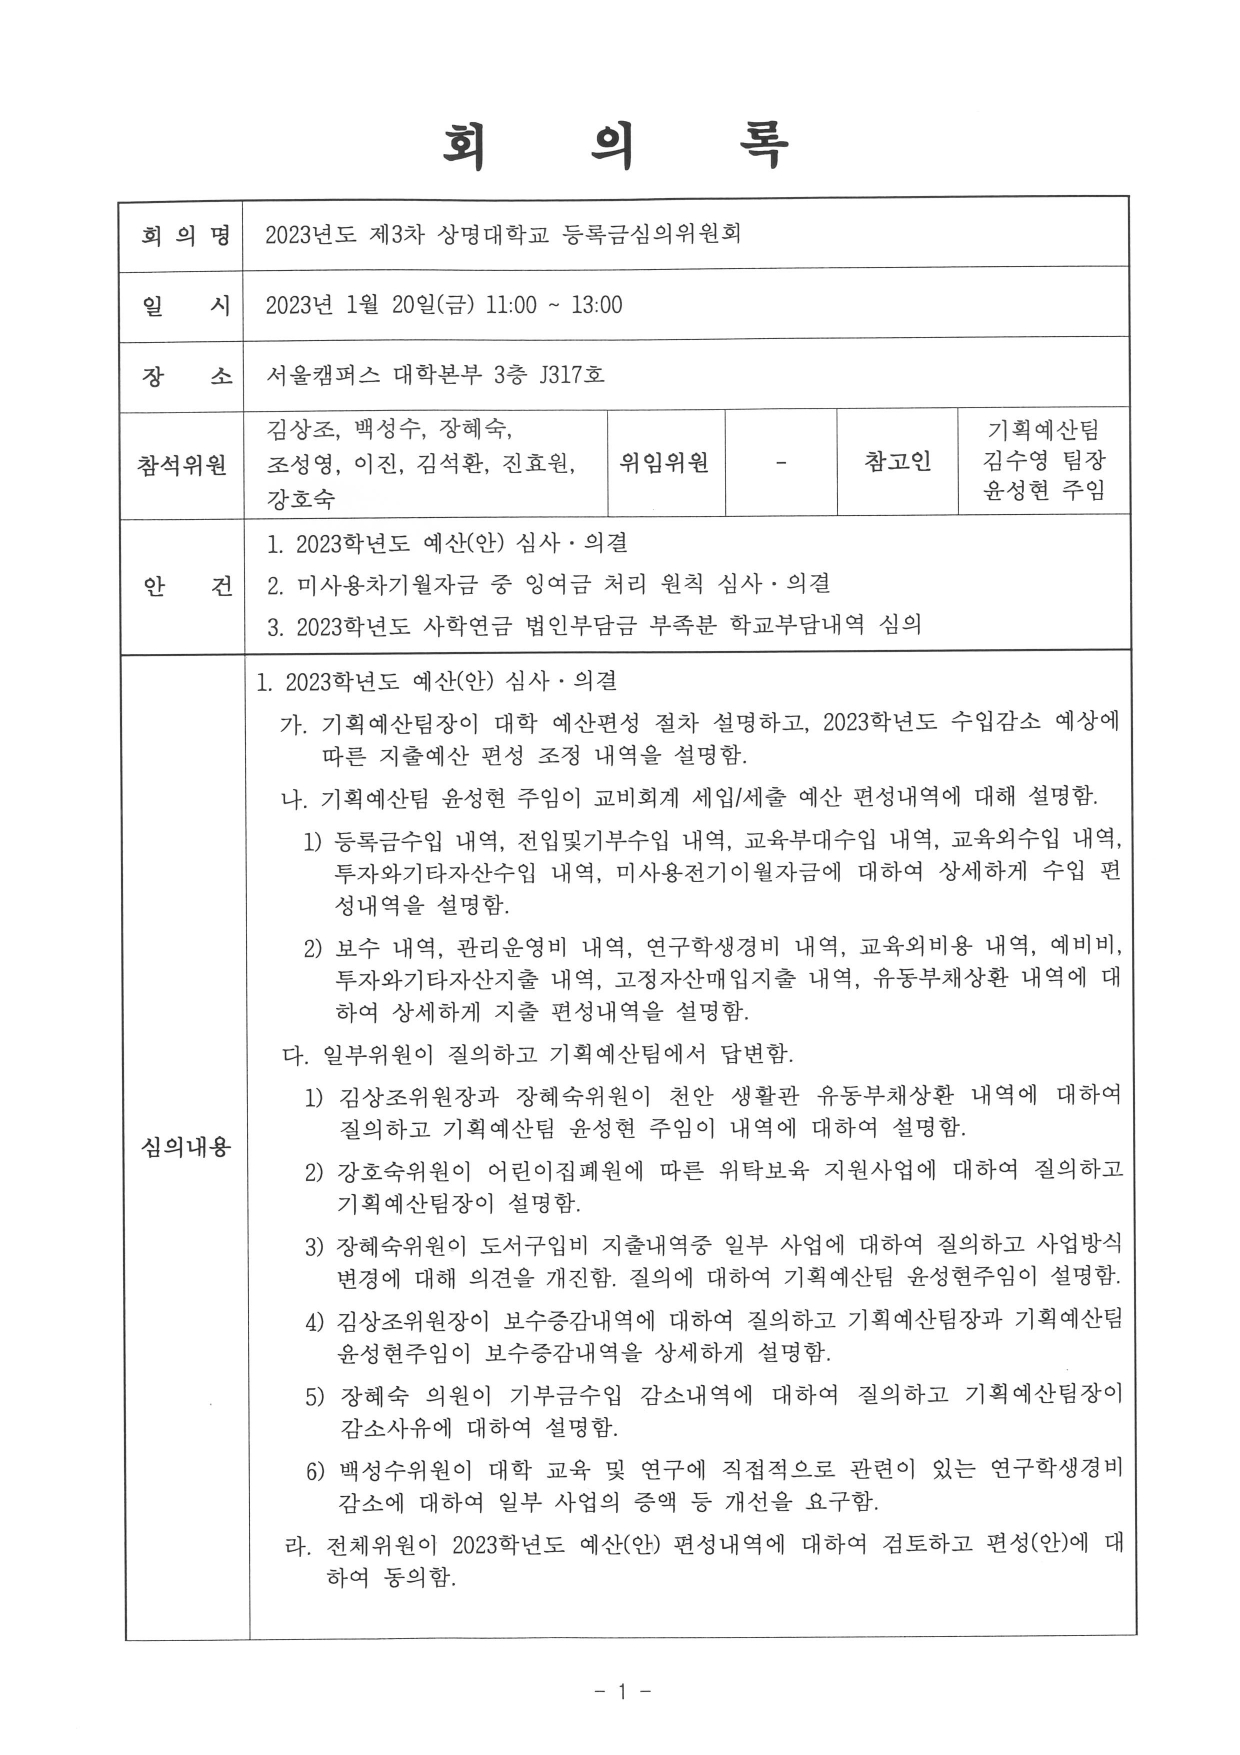 회 의 록
회 의 명 2023년도 제3차 상명대학교 등록금심의위원회
일 시 2023년 1월 20일(금) 11:00 ~ 13:00
장 소 서울캠퍼스 대학본부 3층 J317호
참석위원
김상조, 백성수, 장혜숙,
조성영, 이진, 김석환, 진효원,
강호숙
위임위원
-
참고인
기획예산팀
김수영 팀장
윤성현 주임
안 건
1. 2023학년도 예산(안) 심사·의결
2. 미사용차기월자금 중 잉여금 처리 원칙 심사·의결
3. 2023학년도 사학연금 법인부담금 부족분 학교부담내역 심의
심의내용
1. 2023학년도 예산(안) 심사·의결
가. 기획예산팀장이 대학 예산편성 절차 설명하고, 2023학년도 수입감소 예상에
따른 지출예산 편성 조정 내역을 설명함.
나. 기획예산팀 윤성현 주임이 교비회계 세입/세출 예산 편성내역에 대해 설명함.
1) 등록금수입 내역, 전입및기부수입 내역, 교육부대수입 내역, 교육외수입 내역,
투자와기타자산수입 내역, 미사용전기이월자금에 대하여 상세하게 수입 편
성내역을 설명함.
2) 보수 내역, 관리운영비 내역, 연구학생경비 내역, 교육외비용 내역, 예비비,
투자와기타자산지출 내역, 고정자산매입지출 내역, 유동부채상환 내역에 대
하여 상세하게 지출 편성내역을 설명함.
다. 일부위원이 질의하고 기획예산팀에서 답변함.
1) 김상조위원장과 장혜숙위원이 천안 생활관 유동부채상환 내역에 대하여
질의하고 기획예산팀 윤성현 주임이 내역에 대하여 설명함.
2) 강호숙위원이 어린이집폐원에 따른 위탁보육 지원사업에 대하여 질의하고
기획예산팀장이 설명함.
3) 장혜숙위원이 도서구입비 지출내역중 일부 사업에 대하여 질의하고 사업방식
변경에 대해 의견을 개진함. 질의에 대하여 기획예산팀 윤성현주임이 설명함.
4) 김상조위원장이 보수증감내역에 대하여 질의하고 기획예산팀장과 기획예산팀
윤성현주임이 보수증감내역을 상세하게 설명함.
5) 장혜숙 의원이 기부금수입 감소내역에 대하여 질의하고 기획예산팀장이
감소사유에 대하여 설명함.
6) 백성수위원이 대학 교육 및 연구에 직접적으로 관련이 있는 연구학생경비
감소에 대하여 일부 사업의 증액 등 개선을 요구함.
라. 전체위원이 2023학년도 예산(안) 편성내역에 대하여 검토하고 편성(안)에 대
하여 동의함.
- 1 -